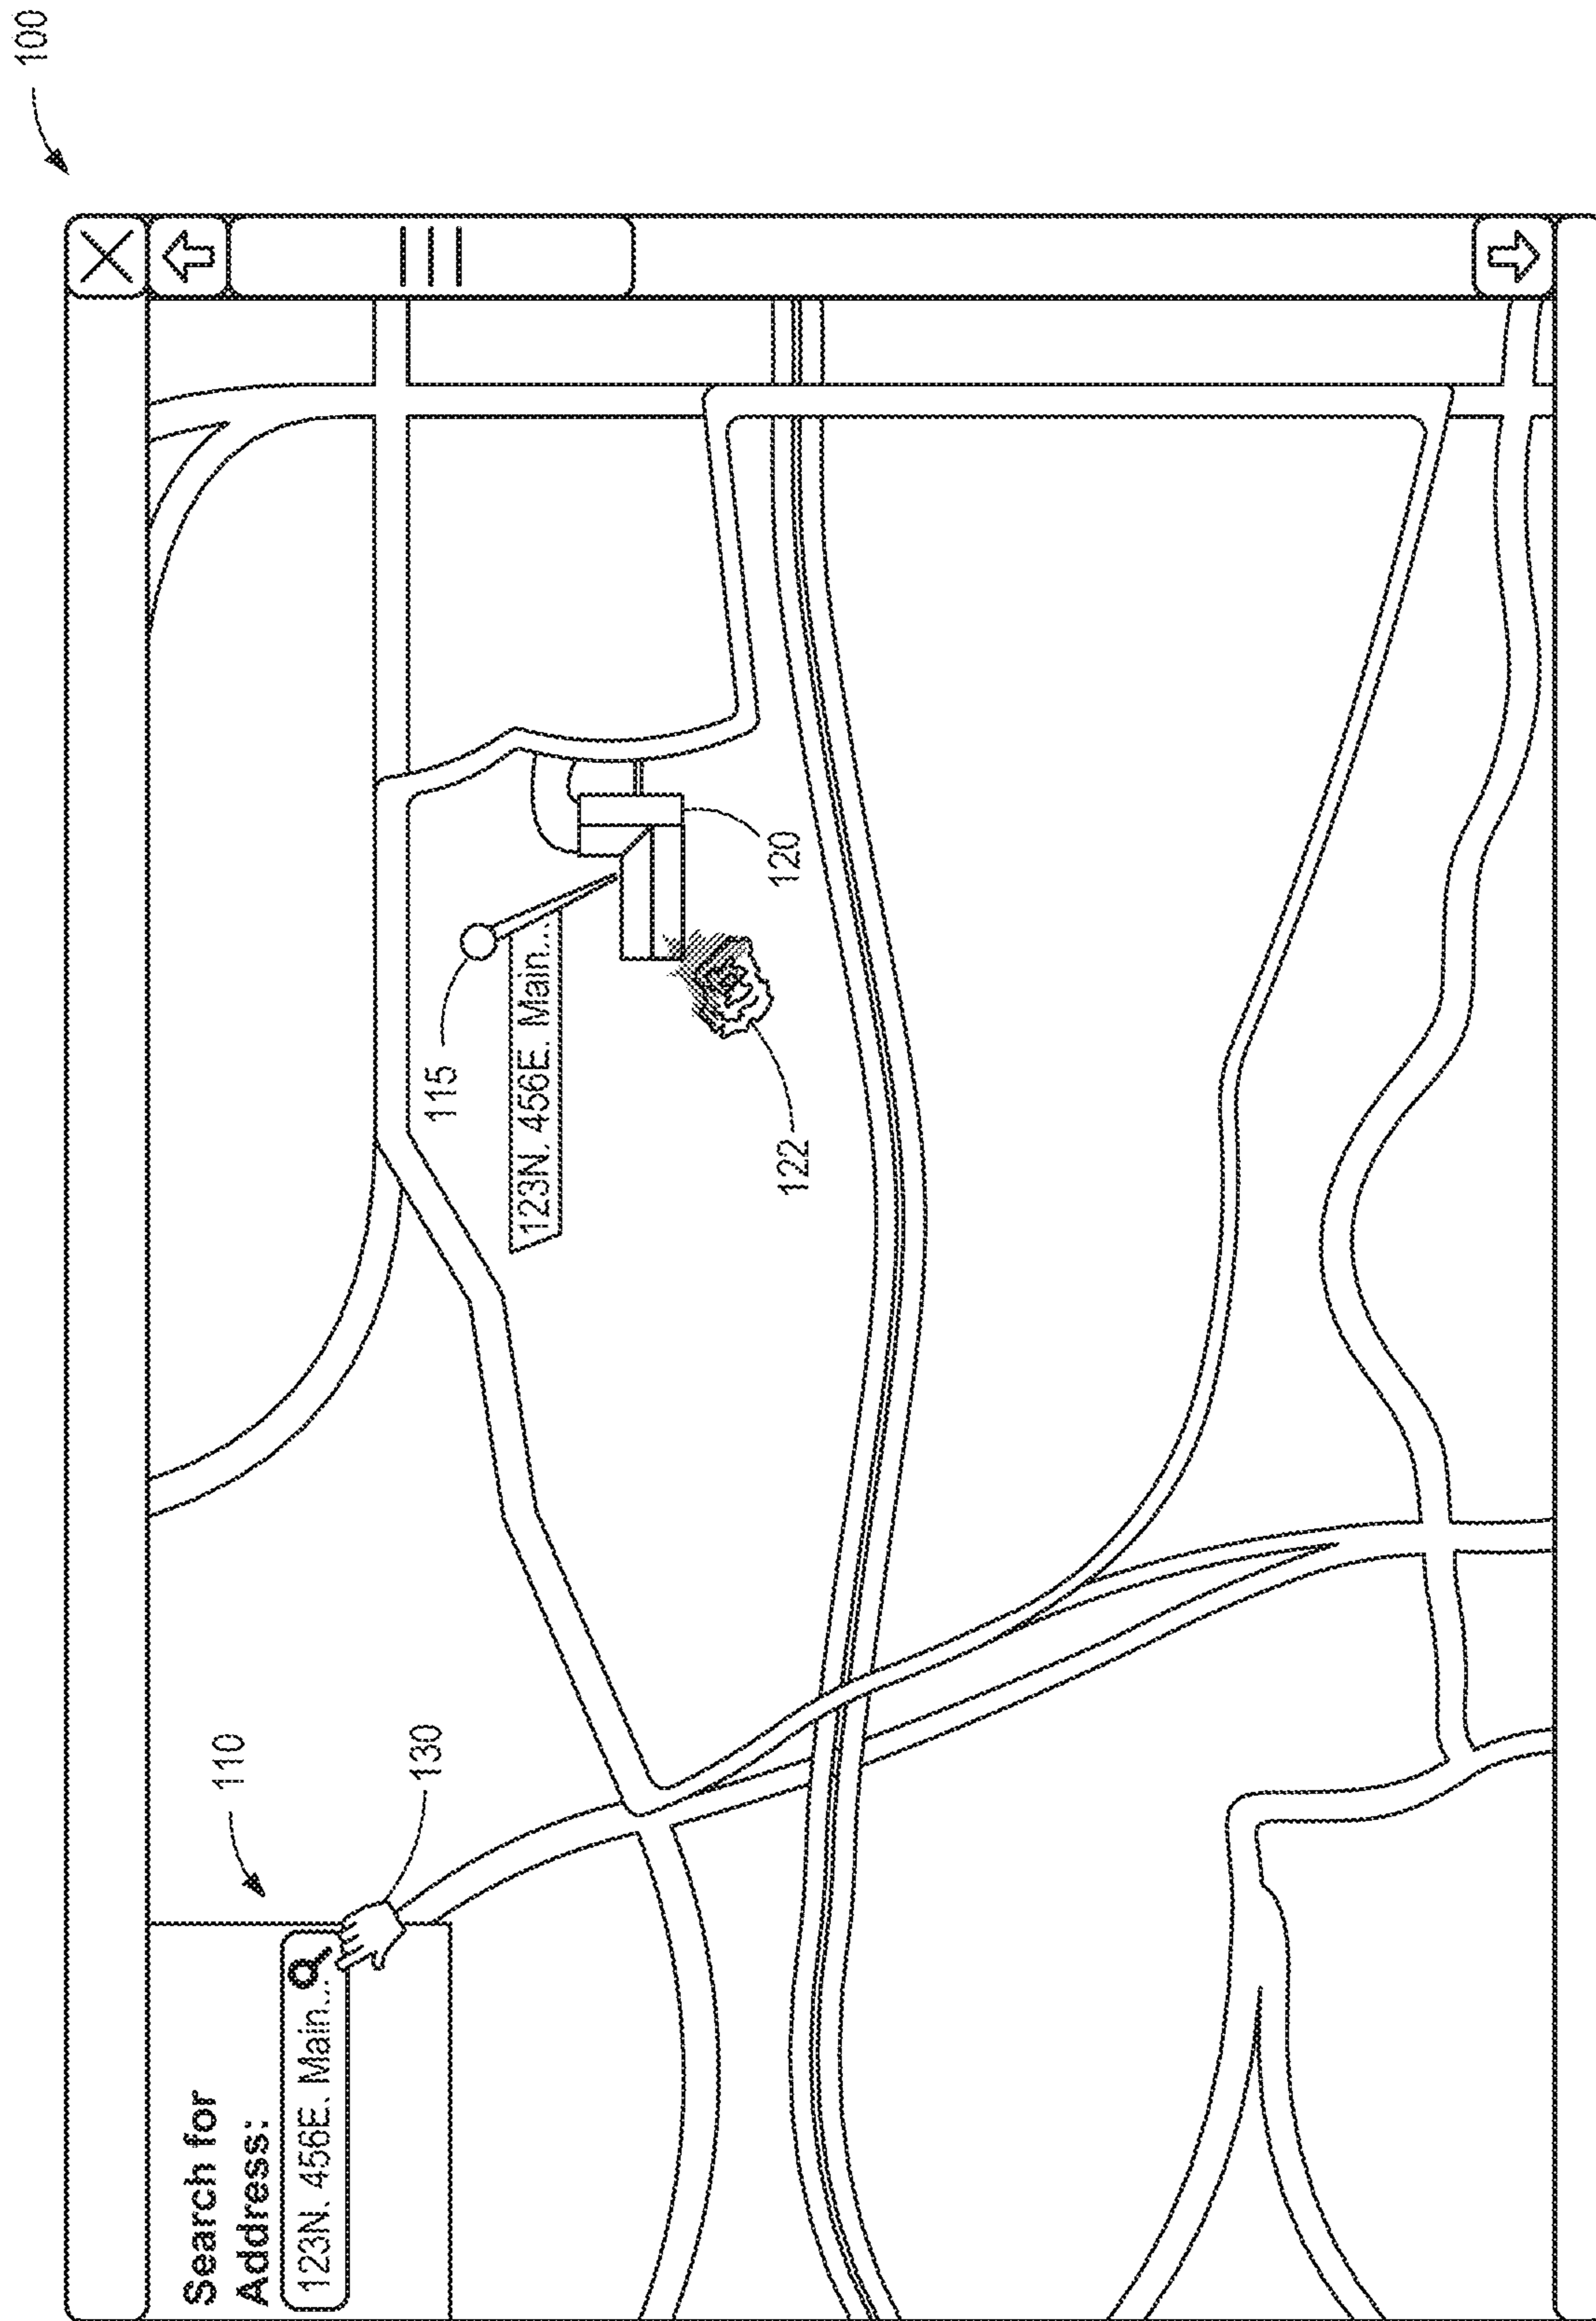 100
Search for
Address:
123N. 456E. Main...
110
130
115
123N. 456E. Main...
120
122